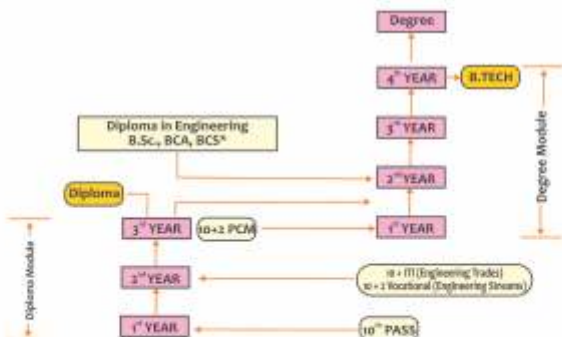 Degree
4th YEAR
B.TECH
3rd YEAR
Diploma in Engineering
B.Sc., BCA, BCS*
2nd YEAR
Degree Module
Diploma
3rd YEAR
10+2 PCM
1st YEAR
Diploma Module
2nd YEAR
10 + ITI (Engineering Trades)
10 + 2 Vocational (Engineering Streams)
1st YEAR
10th PASS